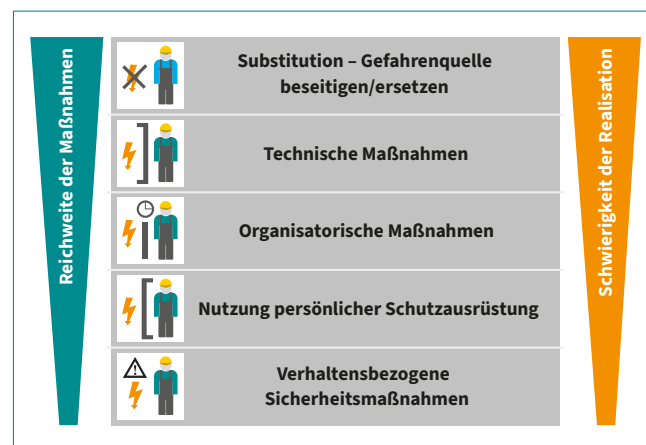 Reichweite der Maßnahmen
Substitution – Gefahrenquelle
beseitigen/ersetzen
Technische Maßnahmen
Organisatorische Maßnahmen
Nutzung persönlicher Schutzausrüstung
Verhaltensbezogene
Sicherheitsmaßnahmen
Schwierigkeit der Realisation